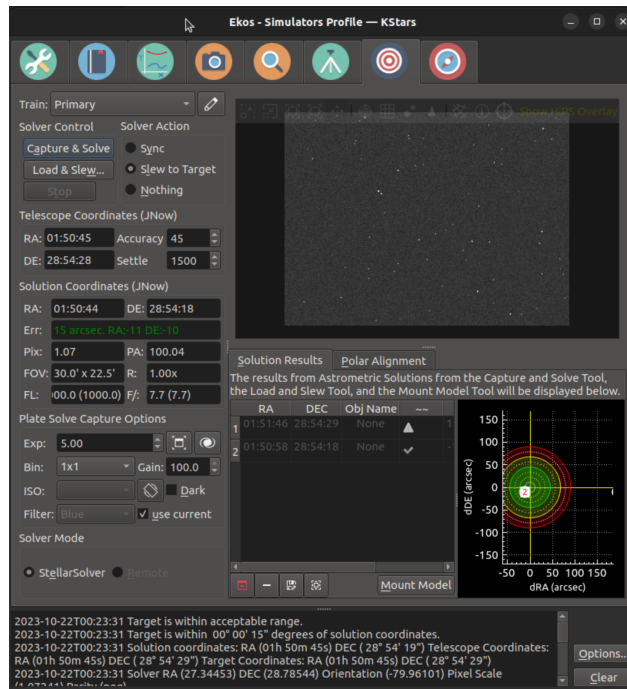 Ekos - Simulators Profile — KStars
Train: Primary
Solver Control Solver Action
Capture & Solve Sync
Load & Slew... Slew to Target
Stop Nothing
Telescope Coordinates (JNow)
RA: 01:50:45 Accuracy 45
DE: 28:54:28 Settle 1500
Solution Coordinates (JNow)
RA: 01:50:44 DE: 28:54:18
Err: 15 arcsec. RA:-11 DE:-10
Pix: 1.07 PA: 100.04
FOV: 30.0' x 22.5' R: 1.00x
FL: 00.0 (1000.0) F/: 7.7 (7.7)
Plate Solve Capture Options
Exp: 5.00
Bin: 1x1 Gain: 100.0
ISO: Dark
Filter: Blue use current
Solver Mode
StellarSolver Remote
Show HiPS Overlay
Solution Results Polar Alignment
The results from Astrometric Solutions from the Capture and Solve Tool,
the Load and Slew Tool, and the Mount Model Tool will be displayed below.
RA DEC Obj Name ~~
1 01:51:46 28:54:29 None
2 01:50:58 28:54:18 None
Mount Model
dDE (arcsec)
150
100
50
0
-50
-100
-150
2
-50 0 50 100 150
dRA (arcsec)
2023-10-22T00:23:31 Target is within acceptable range.
2023-10-22T00:23:31 Target is within 00° 00' 15" degrees of solution coordinates.
2023-10-22T00:23:31 Solution coordinates: RA (01h 50m 45s) DEC ( 28° 54' 19") Telescope Coordinates:
RA (01h 50m 45s) DEC ( 28° 54' 29") Target Coordinates: RA (01h 50m 45s) DEC ( 28° 54' 29")
2023-10-22T00:23:31 Solver RA (27.34453) DEC (28.78544) Orientation (-79.96101) Pixel Scale
Options..
Clear